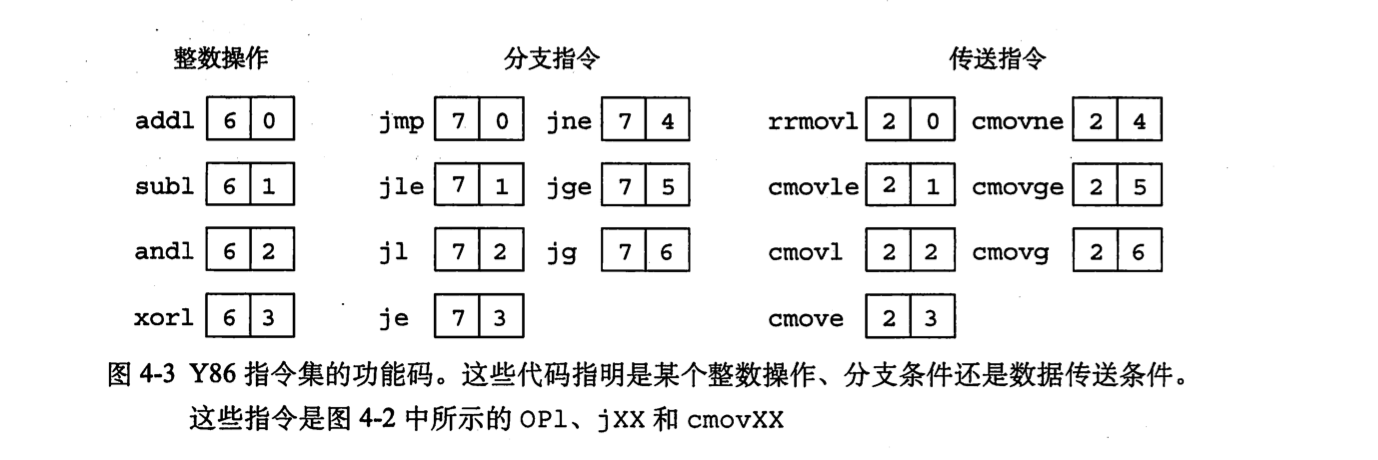 整数操作 分支指令 传送指令
addl 6 0 jmp 7 0 jne 7 4 rrmovl 2 0 cmovne 2 4
subl 6 1 jle 7 1 jge 7 5 cmovle 2 1 cmovge 2 5
andl 6 2 jl 7 2 jg 7 6 cmovl 2 2 cmovg 2 6
xorl 6 3 je 7 3 cmove 2 3
图 4-3 Y86 指令集的功能码。这些代码指明是某个整数操作、分支条件还是数据传送条件。
这些指令是图 4-2 中所示的 OPl、jXX 和 cmovXX